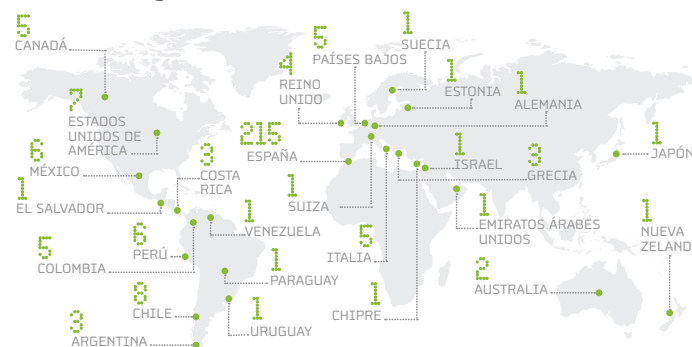 5
CANADÁ
7
ESTADOS
UNIDOS DE
AMÉRICA
6
MÉXICO
1
EL SALVADOR
3
COSTA
RICA
5
COLOMBIA
6
PERÚ
8
CHILE
3
ARGENTINA
1
VENEZUELA
1
PARAGUAY
1
URUGUAY
4
REINO
UNIDO
5
PAÍSES BAJOS
1
SUECIA
1
ESTONIA
1
ALEMANIA
215
ESPAÑA
1
SUIZA
5
ITALIA
1
CHIPRE
1
ISRAEL
3
GRECIA
1
EMIRATOS ÁRABES
UNIDOS
2
AUSTRALIA
1
JAPÓN
1
NUEVA
ZELAND